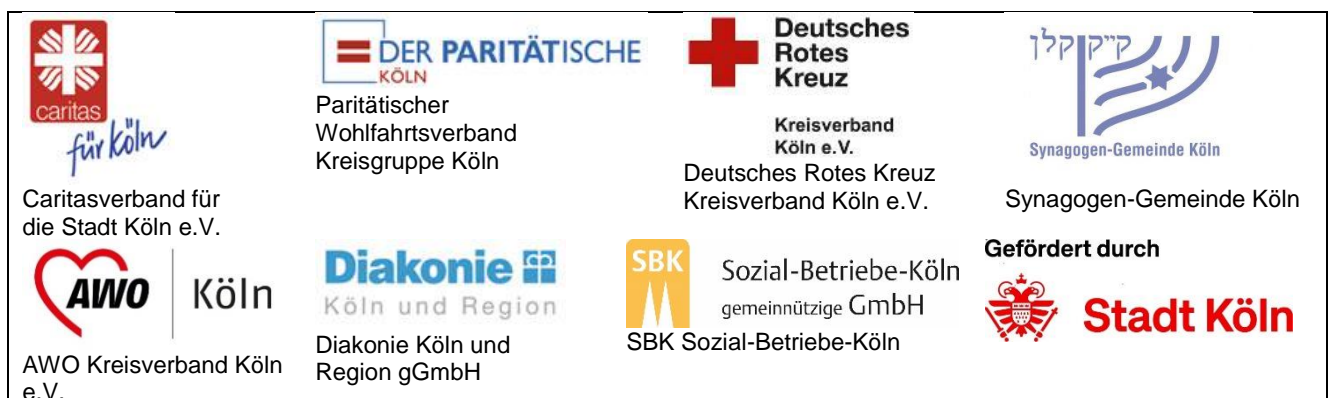 caritas
für Köln
Caritasverband für
die Stadt Köln e.V.
DER PARITÄTISCHE
KÖLN
Paritätischer
Wohlfahrtsverband
Kreisgruppe Köln
Deutsches
Rotes
Kreuz
Kreisverband
Köln e.V.
Deutsches Rotes Kreuz
Kreisverband Köln e.V.
ק״ק קלן
Synagogen-Gemeinde Köln
Synagogen-Gemeinde Köln
AWO Köln
AWO Kreisverband Köln
e.V.
Diakonie
Köln und Region
Diakonie Köln und
Region gGmbH
SBK
Sozial-Betriebe-Köln
gemeinnützige GmbH
SBK Sozial-Betriebe-Köln
Gefördert durch
Stadt Köln